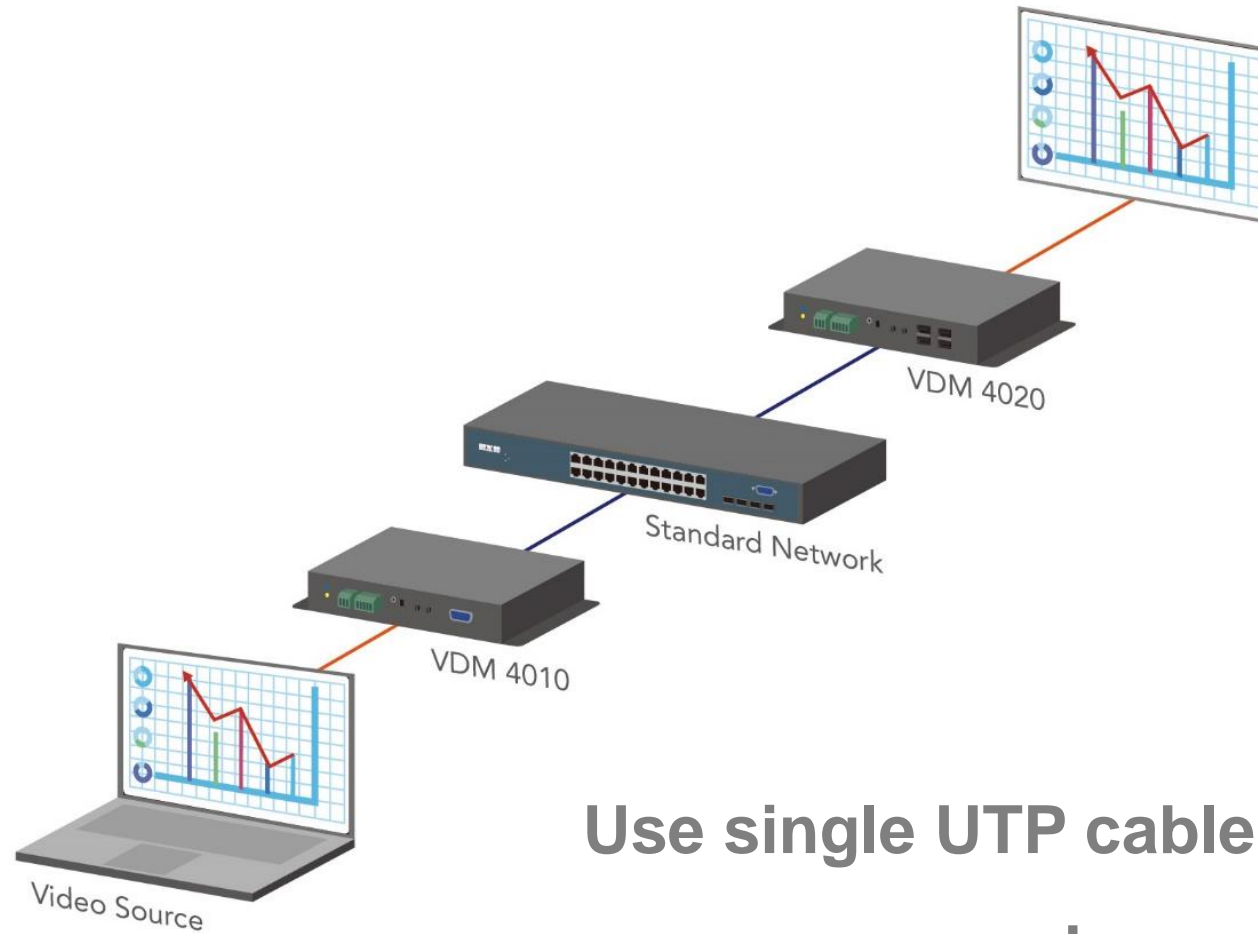 VDM 4020
Standard Network
VDM 4010
Video Source
Use single UTP cable